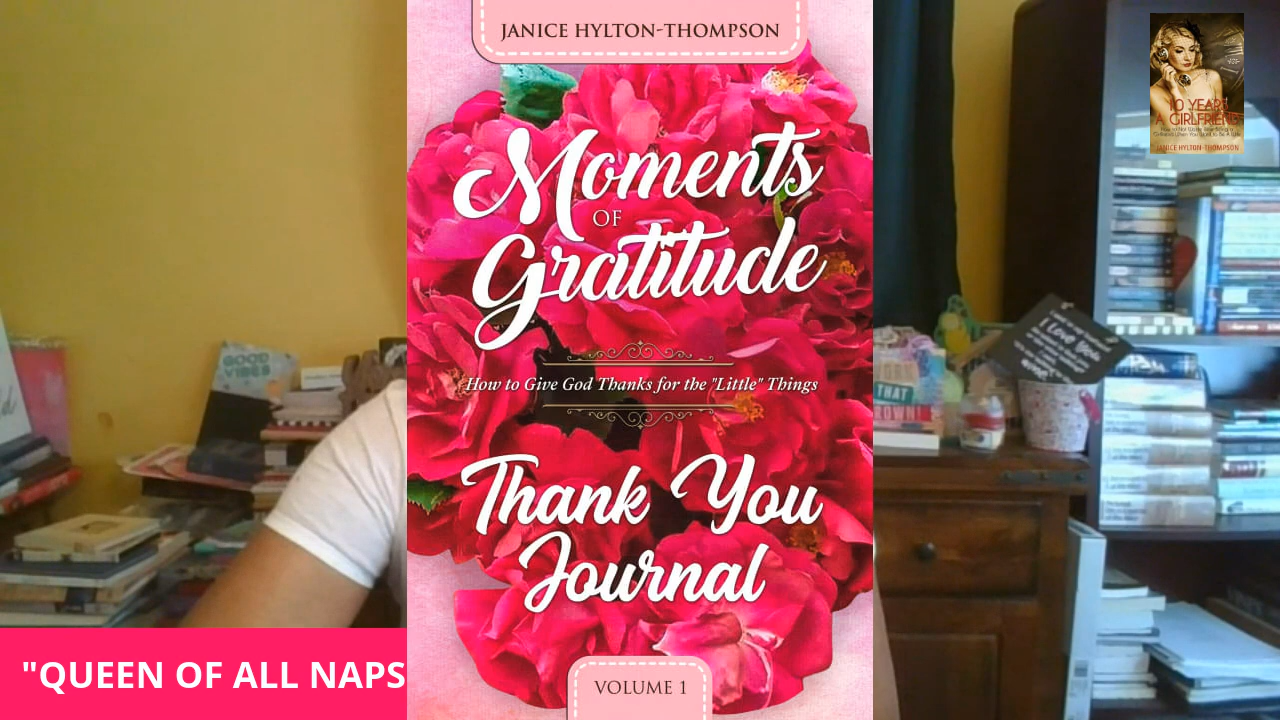 JANICE HYLTON-THOMPSON
Moments
OF
Gratitude
How to Give God Thanks for the "Little" Things
Thank You
Journal
VOLUME 1
"QUEEN OF ALL NAPS
GOOD
VIBES
10 YEARS
A GIRLFRIEND
JANICE HYLTON-THOMPSON
I Love You
THAT